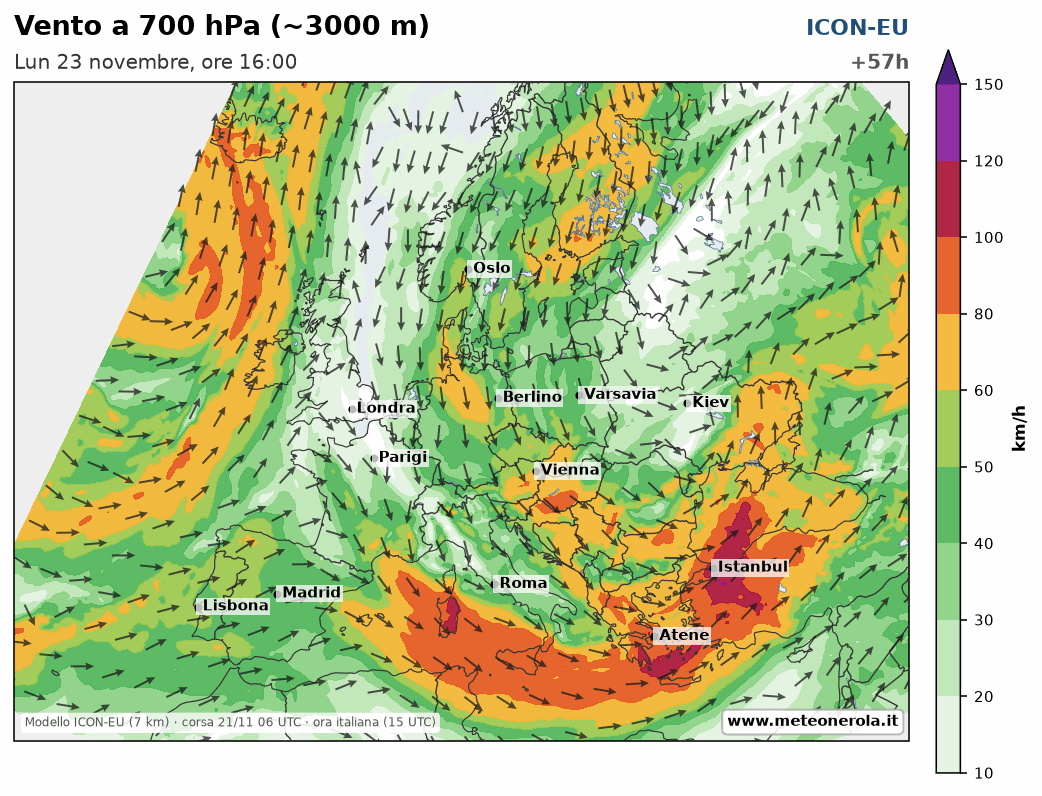 Vento a 700 hPa (~3000 m)
ICON-EU
Lun 23 novembre, ore 16:00
+57h
150
120
100
80
60
50
40
30
20
10
km/h
Oslo
Berlino
Varsavia
Kiev
Londra
Parigi
Vienna
Istanbul
Roma
Madrid
Lisbona
Atene
Modello ICON-EU (7 km) · corsa 21/11 06 UTC · ora italiana (15 UTC)
www.meteonerola.it